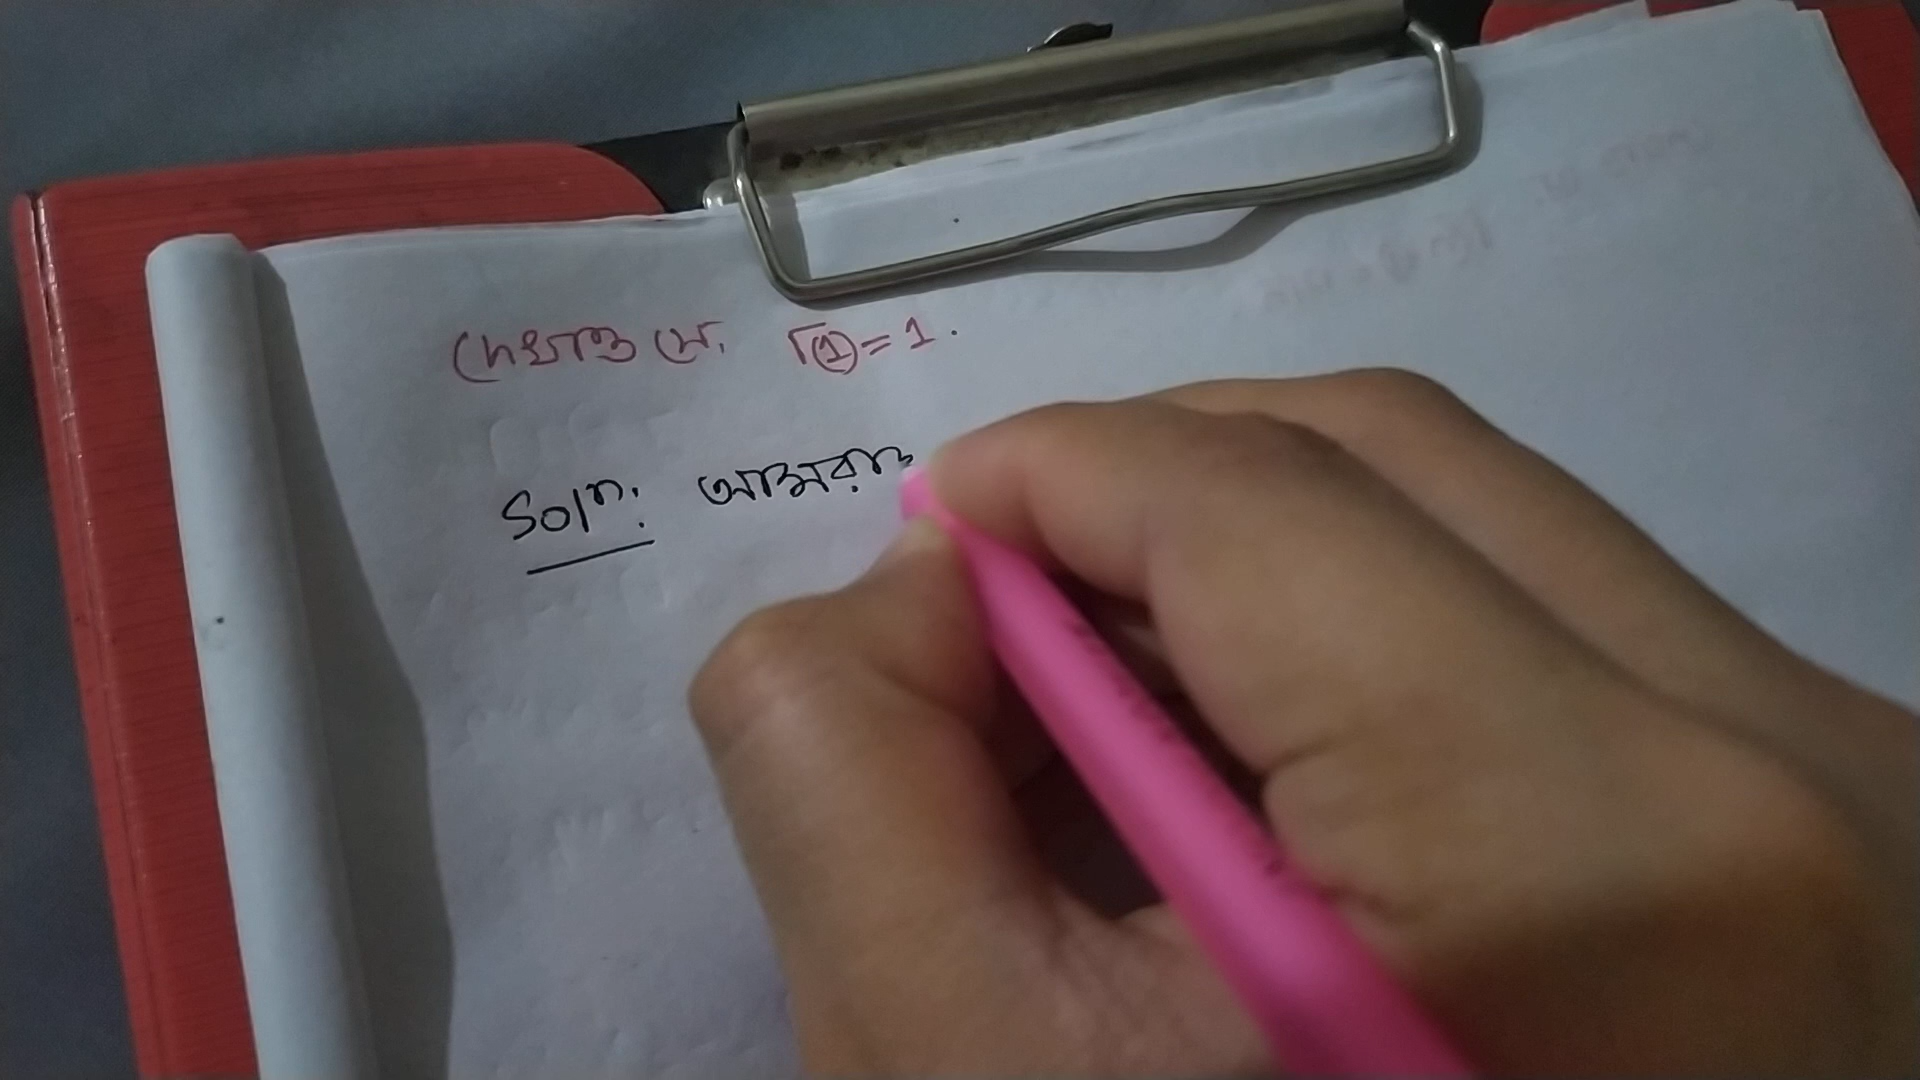 দেখাও যে, Γ(1) = 1.
Solⁿ: আমরা